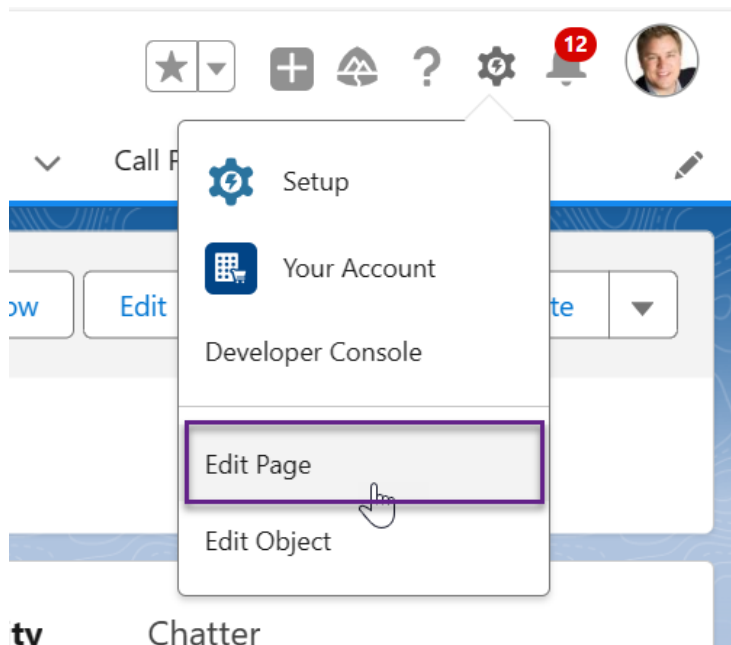 12
Call
Setup
Your Account
Edit
Developer Console
Edit Page
Edit Object
Chatter